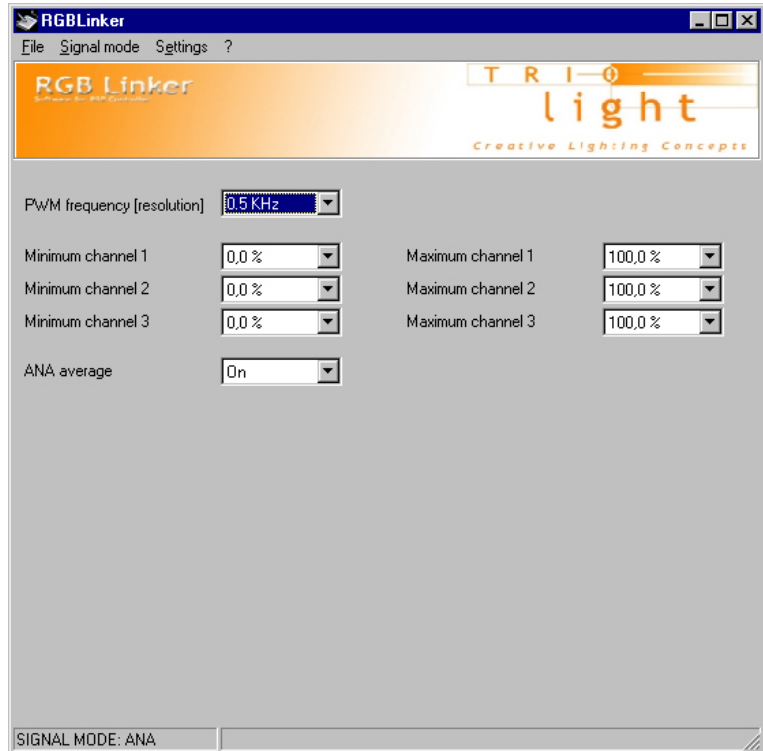 RGBLinker
File Signal mode Settings ?
RGB Linker
TRIO
light
Creative Lighting Concepts
PWM frequency [resolution] 0.5 KHz
Minimum channel 1 0,0 % Maximum channel 1 100,0 %
Minimum channel 2 0,0 % Maximum channel 2 100,0 %
Minimum channel 3 0,0 % Maximum channel 3 100,0 %
ANA average On
SIGNAL MODE: ANA